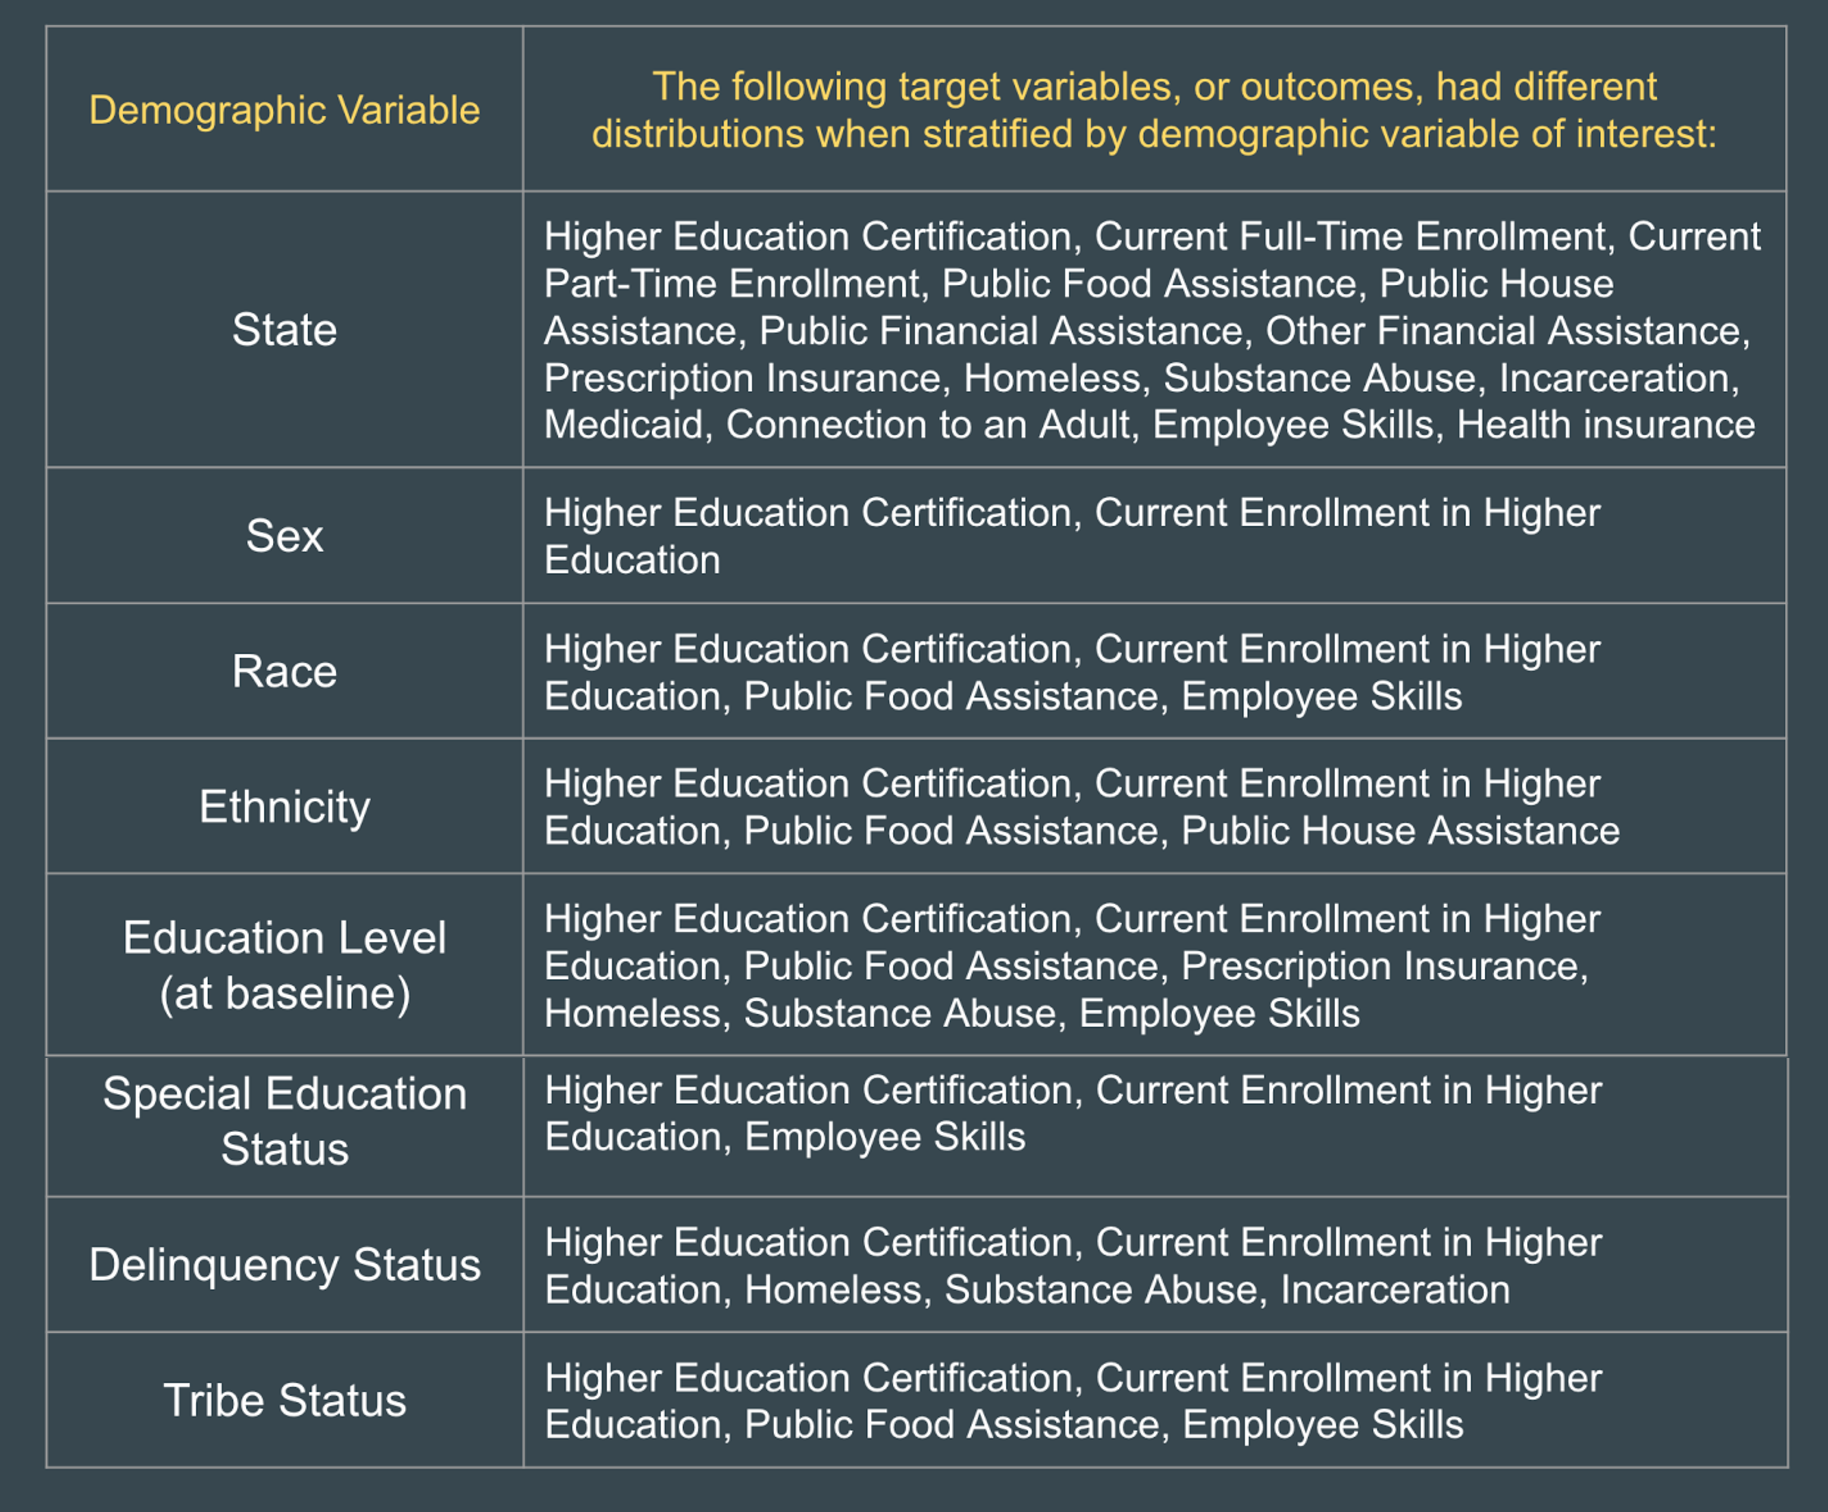 Demographic Variable
The following target variables, or outcomes, had different
distributions when stratified by demographic variable of interest:
State
Higher Education Certification, Current Full-Time Enrollment, Current
Part-Time Enrollment, Public Food Assistance, Public House
Assistance, Public Financial Assistance, Other Financial Assistance,
Prescription Insurance, Homeless, Substance Abuse, Incarceration,
Medicaid, Connection to an Adult, Employee Skills, Health insurance
Sex
Higher Education Certification, Current Enrollment in Higher
Education
Race
Higher Education Certification, Current Enrollment in Higher
Education, Public Food Assistance, Employee Skills
Ethnicity
Higher Education Certification, Current Enrollment in Higher
Education, Public Food Assistance, Public House Assistance
Education Level
(at baseline)
Higher Education Certification, Current Enrollment in Higher
Education, Public Food Assistance, Prescription Insurance,
Homeless, Substance Abuse, Employee Skills
Special Education
Status
Higher Education Certification, Current Enrollment in Higher
Education, Employee Skills
Delinquency Status
Higher Education Certification, Current Enrollment in Higher
Education, Homeless, Substance Abuse, Incarceration
Tribe Status
Higher Education Certification, Current Enrollment in Higher
Education, Public Food Assistance, Employee Skills